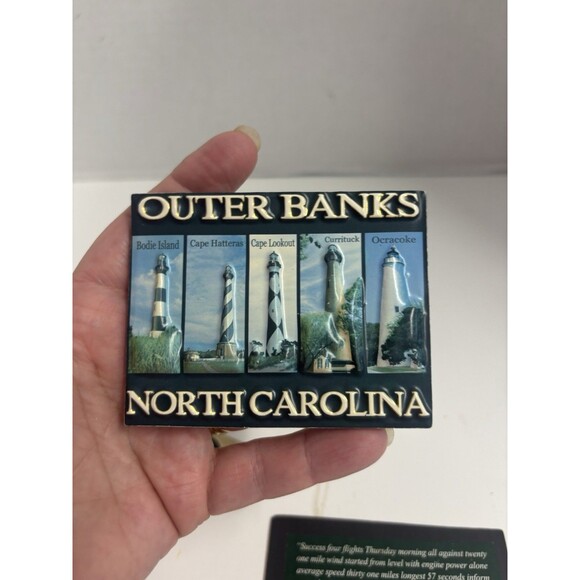 OUTER BANKS
Bodie Island Cape Hatteras Cape Lookout Currituck Ocracoke
NORTH CAROLINA
"Success four flights Thursday morning all against twenty
one mile wind started from level with engine power alone
average speed thirty one miles longest 57 seconds inform